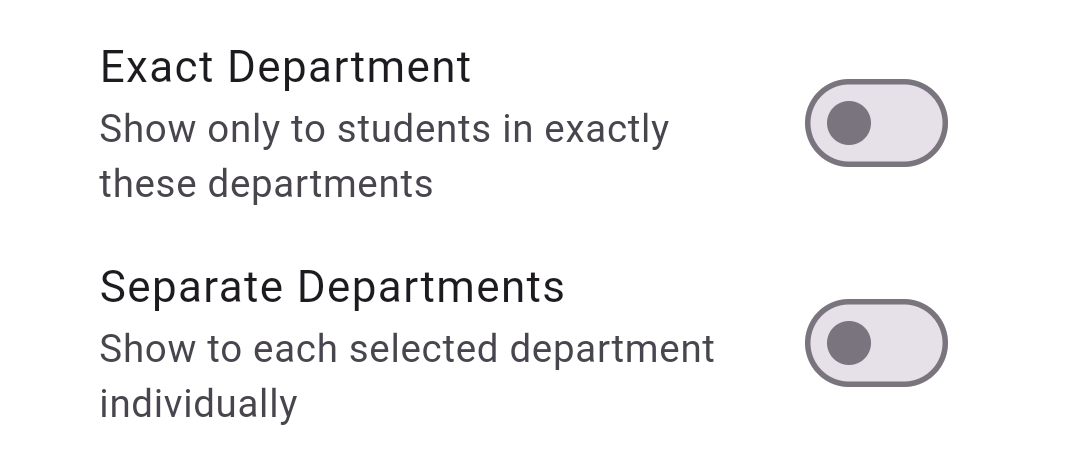 Exact Department
Show only to students in exactly
these departments
Separate Departments
Show to each selected department
individually